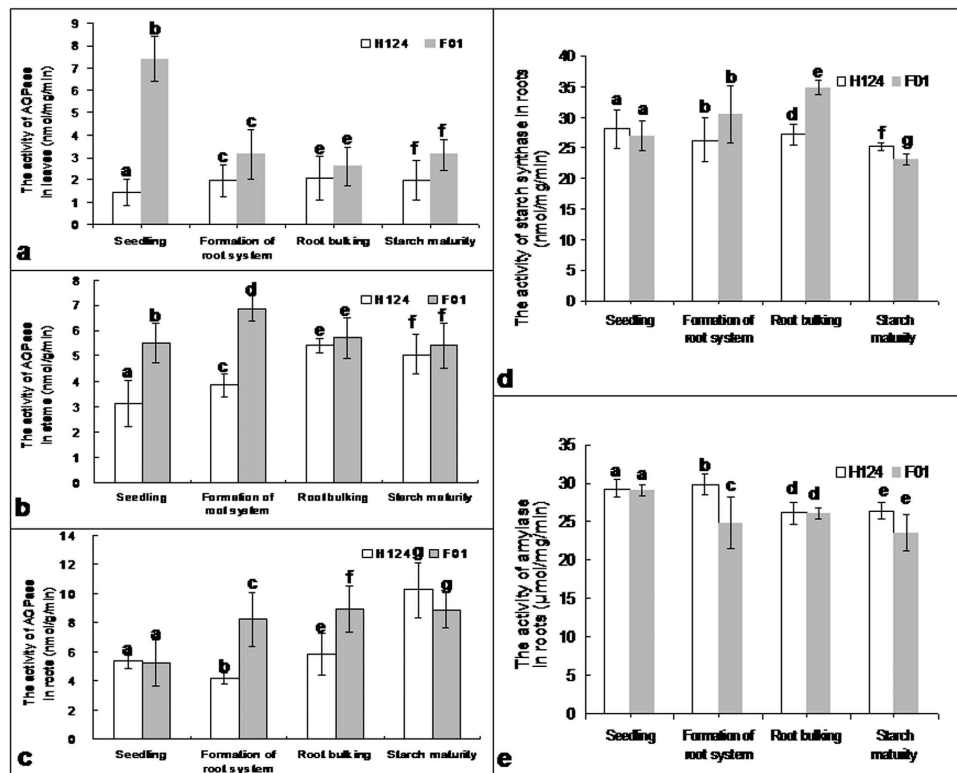 The activity of AGPase
in leaves (nmol/mg/min)
9
8
7
6
5
4
3
2
1
0
H124 F01
a b c c e e f f
Seedling Formation of Root bulking Starch maturity
root system
a
The activity of AGPase
in stems (nmol/g/min)
8
7
6
5
4
3
2
1
0
H124 F01
a b c d e e f f
Seedling Formation of Root bulking Starch maturity
root system
b
The activity of AGPase
in roots (nmol/g/min)
14
12
10
8
6
4
2
0
H124 F01
a a b c e f g g
Seedling Formation of Root bulking Starch maturity
root system
c
The activity of starch synthase in roots
(nmol/mg/min)
40
35
30
25
20
15
10
5
0
H124 F01
a a b b d e f g
Seedling Formation of Root bulking Starch
root system maturity
d
The activity of amylase
in roots (µmol/mg/min)
35
30
25
20
15
10
5
0
H124 F01
a a b c d d e e
Seedling Formation of Root bulking Starch
root system maturity
e